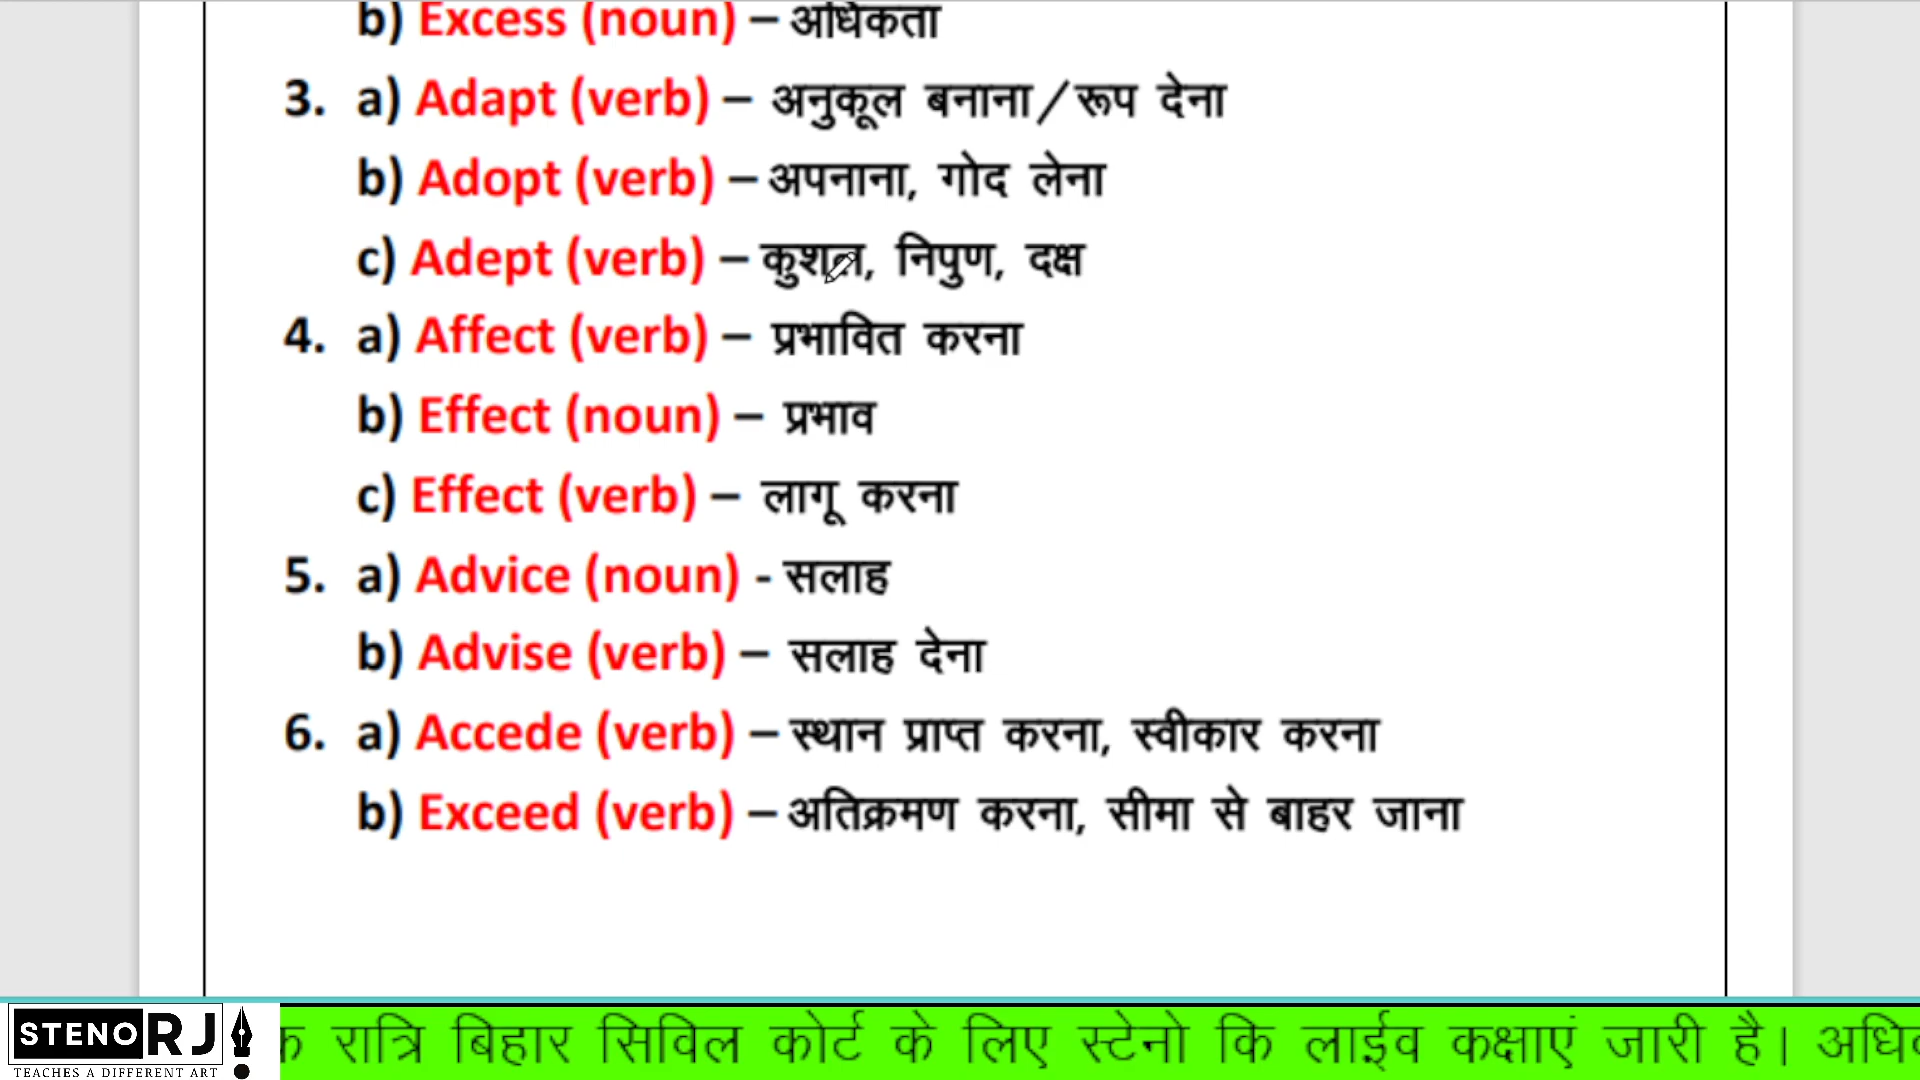 b) Excess (noun) – अधिकता
3. a) Adapt (verb) – अनुकूल बनाना/रूप देना
b) Adopt (verb) – अपनाना, गोद लेना
c) Adept (verb) – कुशल, निपुण, दक्ष
4. a) Affect (verb) – प्रभावित करना
b) Effect (noun) – प्रभाव
c) Effect (verb) – लागू करना
5. a) Advice (noun) - सलाह
b) Advise (verb) – सलाह देना
6. a) Accede (verb) – स्थान प्राप्त करना, स्वीकार करना
b) Exceed (verb) – अतिक्रमण करना, सीमा से बाहर जाना
STENO RJ
TEACHES A DIFFERENT ART
रात्रि बिहार सिविल कोर्ट के लिए स्टेनो कि लाईव कक्षाएं जारी है।